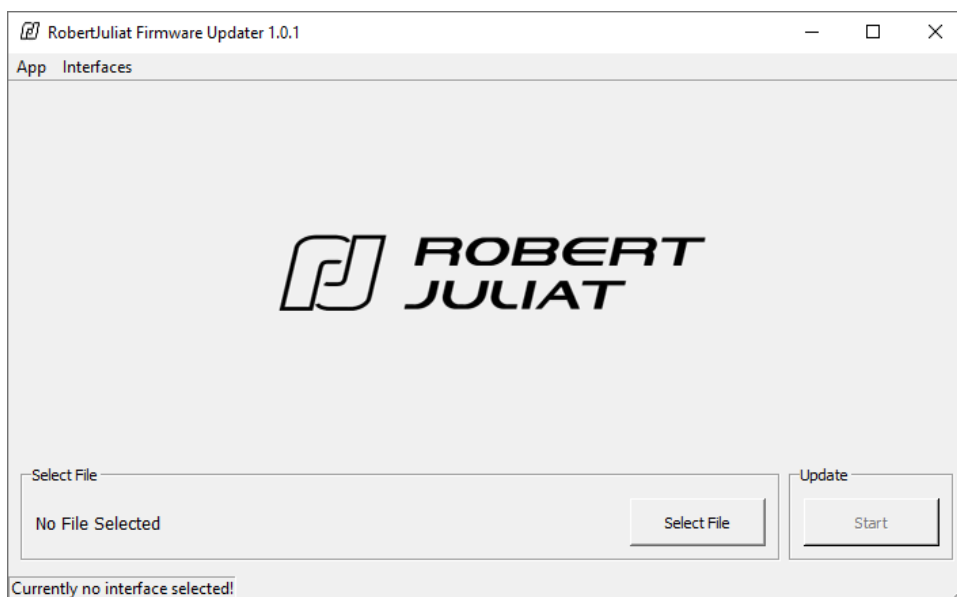 RobertJuliat Firmware Updater 1.0.1
App Interfaces
ROBERT
JULIAT
Select File
Update
No File Selected
Select File
Start
Currently no interface selected!